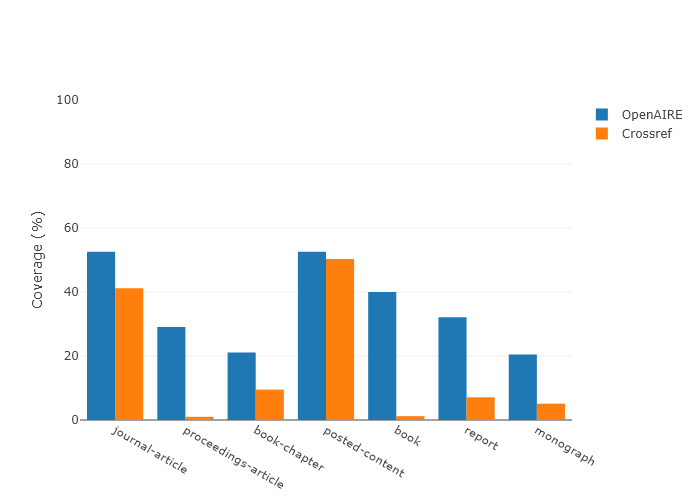 100
80
60
40
20
0
Coverage (%)
journal-article
proceedings-article
book-chapter
posted-content
book
report
monograph
OpenAIRE
Crossref